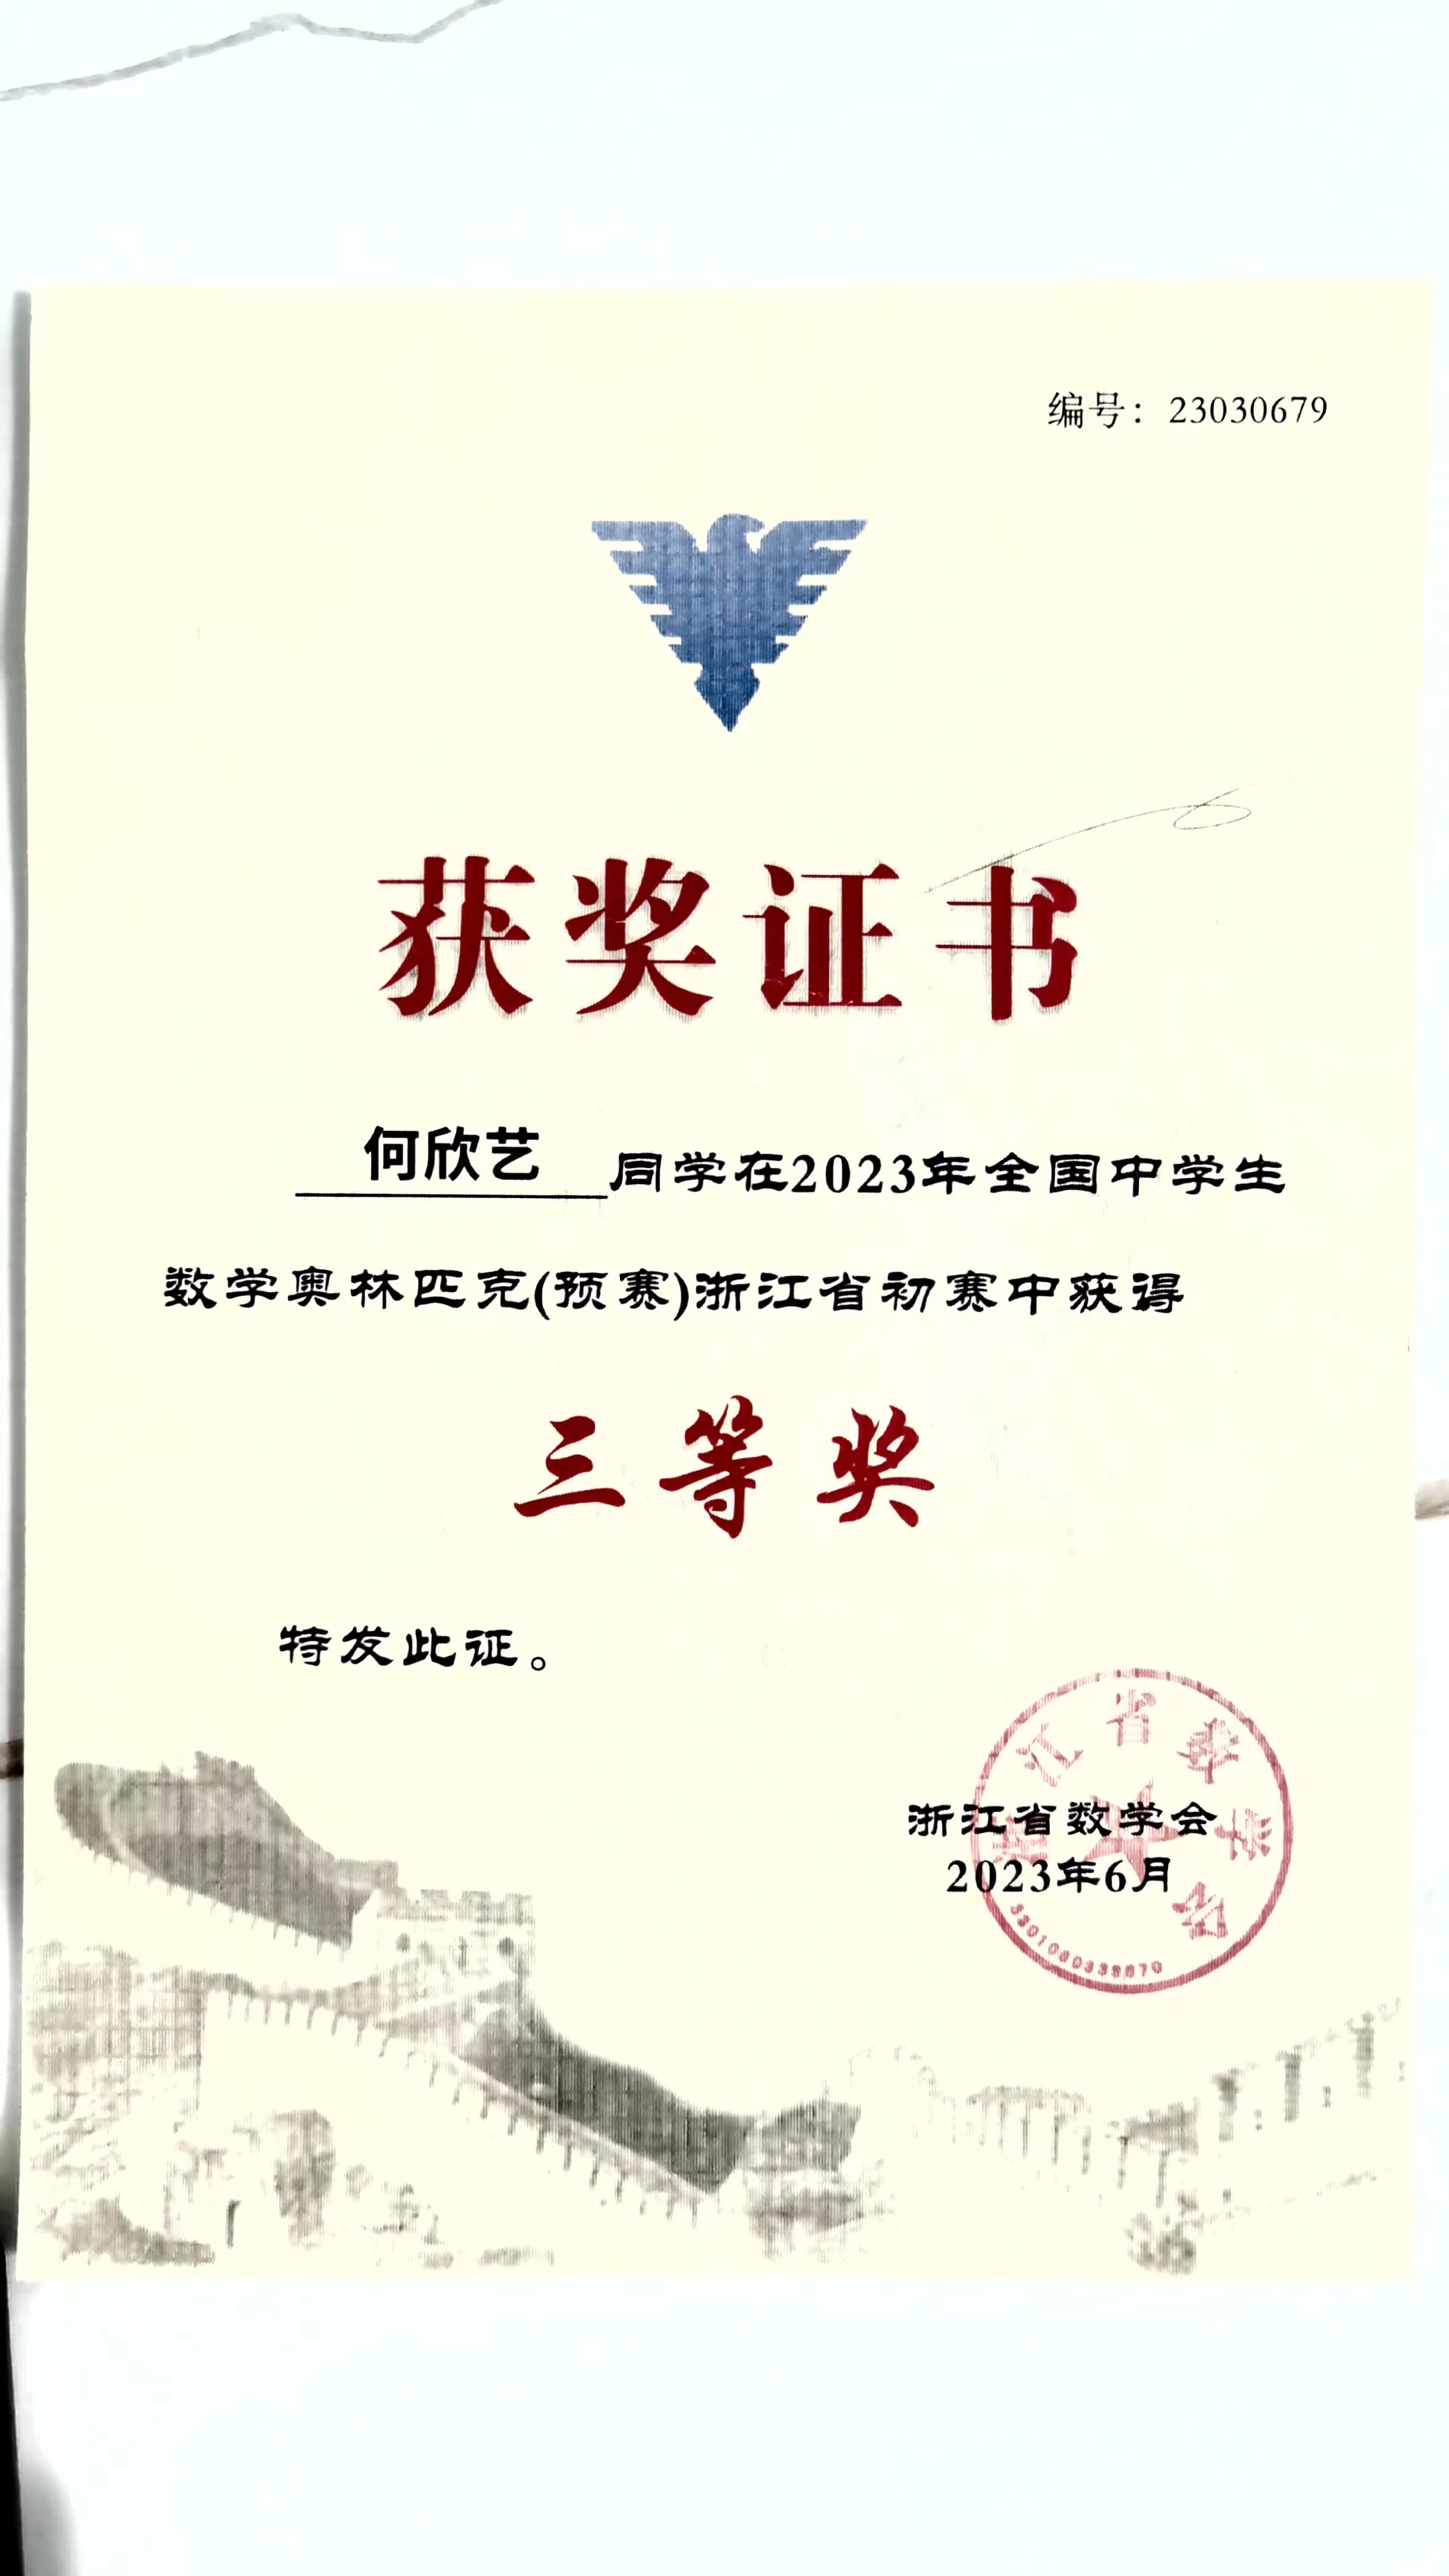 编号：23030679
获奖证书
何欣艺同学在2023年全国中学生
数学奥林匹克(预赛)浙江省初赛中获得
三等奖
特发此证。
浙江省数学会
2023年6月
浙江省数学会